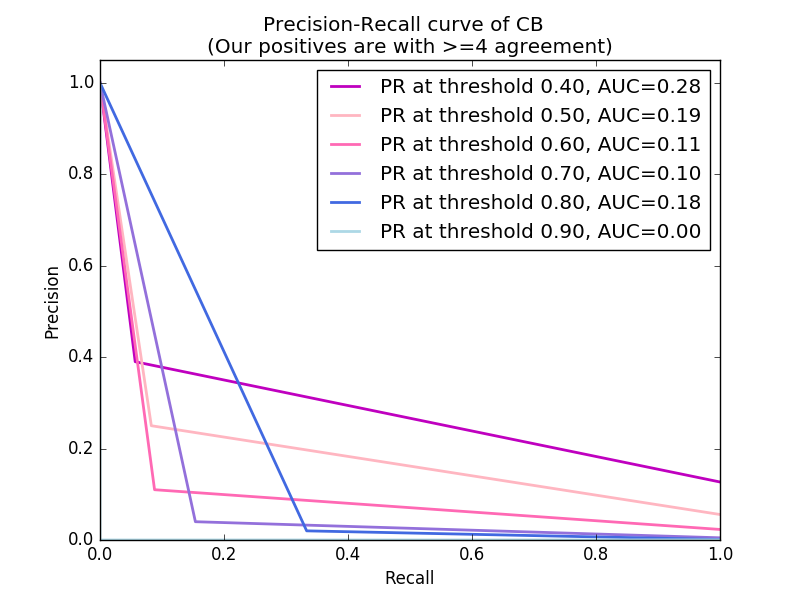 Precision-Recall curve of CB
(Our positives are with >=4 agreement)
PR at threshold 0.40, AUC=0.28
PR at threshold 0.50, AUC=0.19
PR at threshold 0.60, AUC=0.11
PR at threshold 0.70, AUC=0.10
PR at threshold 0.80, AUC=0.18
PR at threshold 0.90, AUC=0.00
Precision
1.0
0.8
0.6
0.4
0.2
0.0
0.0 0.2 0.4 0.6 0.8 1.0
Recall